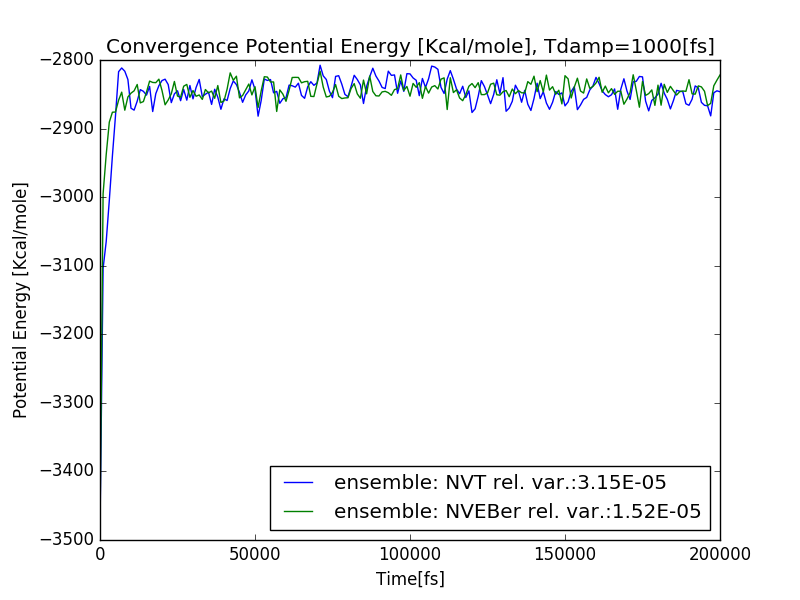 Convergence Potential Energy [Kcal/mole], Tdamp=1000[fs]
−2800
−2900
−3000
−3100
−3200
−3300
−3400
−3500
Potential Energy [Kcal/mole]
ensemble: NVT rel. var.:3.15E-05
ensemble: NVEBer rel. var.:1.52E-05
0 50000 100000 150000 200000
Time[fs]